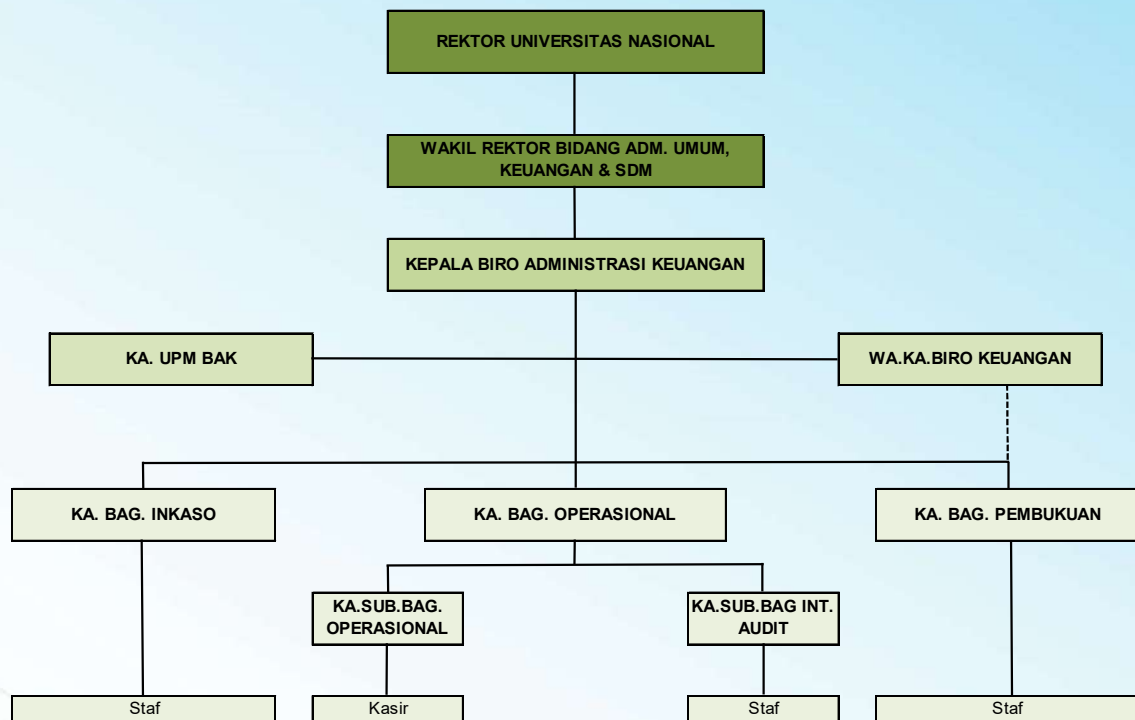 REKTOR UNIVERSITAS NASIONAL
WAKIL REKTOR BIDANG ADM. UMUM,
KEUANGAN & SDM
KEPALA BIRO ADMINISTRASI KEUANGAN
KA. UPM BAK
WA.KA.BIRO KEUANGAN
KA. BAG. INKASO
KA. BAG. OPERASIONAL
KA. BAG. PEMBUKUAN
KA.SUB.BAG.
OPERASIONAL
KA.SUB.BAG INT.
AUDIT
Staf
Kasir
Staf
Staf